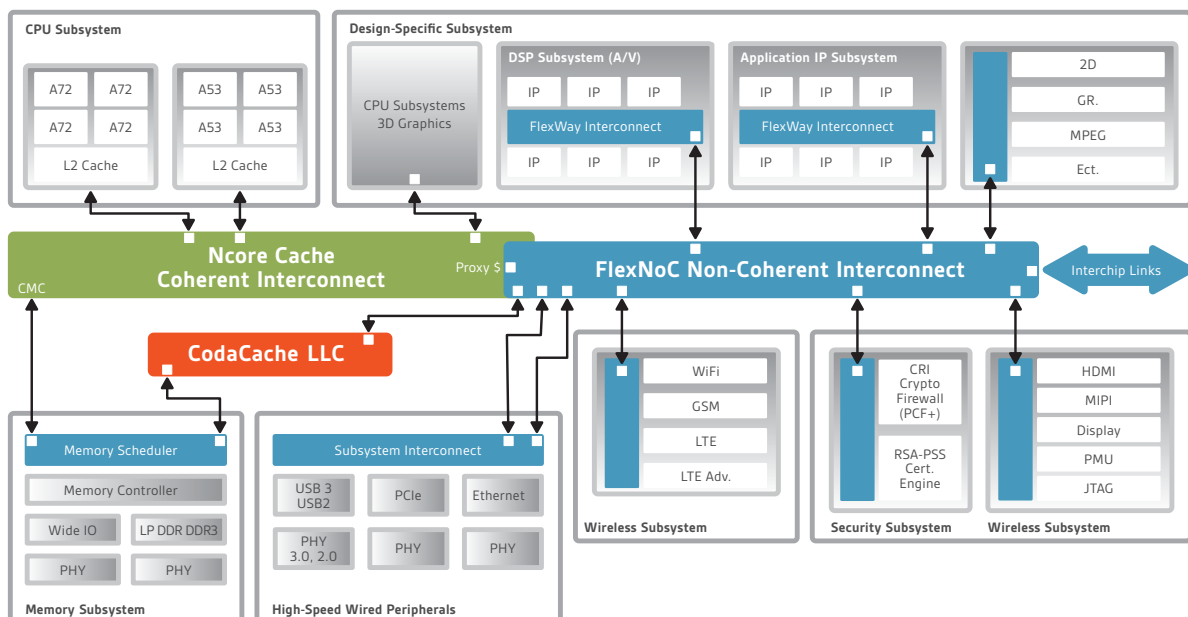 CPU Subsystem
A72 A72 A53 A53
A72 A72 A53 A53
L2 Cache L2 Cache
Design-Specific Subsystem
CPU Subsystems
3D Graphics
DSP Subsystem (A/V)
IP IP IP
FlexWay Interconnect
IP IP IP
Application IP Subsystem
IP IP IP
FlexWay Interconnect
IP IP IP
2D
GR.
MPEG
Ect.
Ncore Cache
Coherent Interconnect
Proxy $
CMC
FlexNoC Non-Coherent Interconnect
Interchip Links
CodaCache LLC
Memory Scheduler
Memory Controller
Wide IO LP DDR DDR3
PHY PHY
Memory Subsystem
Subsystem Interconnect
USB 3
USB2
PCIe
Ethernet
PHY
3.0, 2.0
PHY
PHY
High-Speed Wired Peripherals
WiFi
GSM
LTE
LTE Adv.
Wireless Subsystem
CRI
Crypto
Firewall
(PCF+)
RSA-PSS
Cert.
Engine
Security Subsystem
HDMI
MIPI
Display
PMU
JTAG
Wireless Subsystem